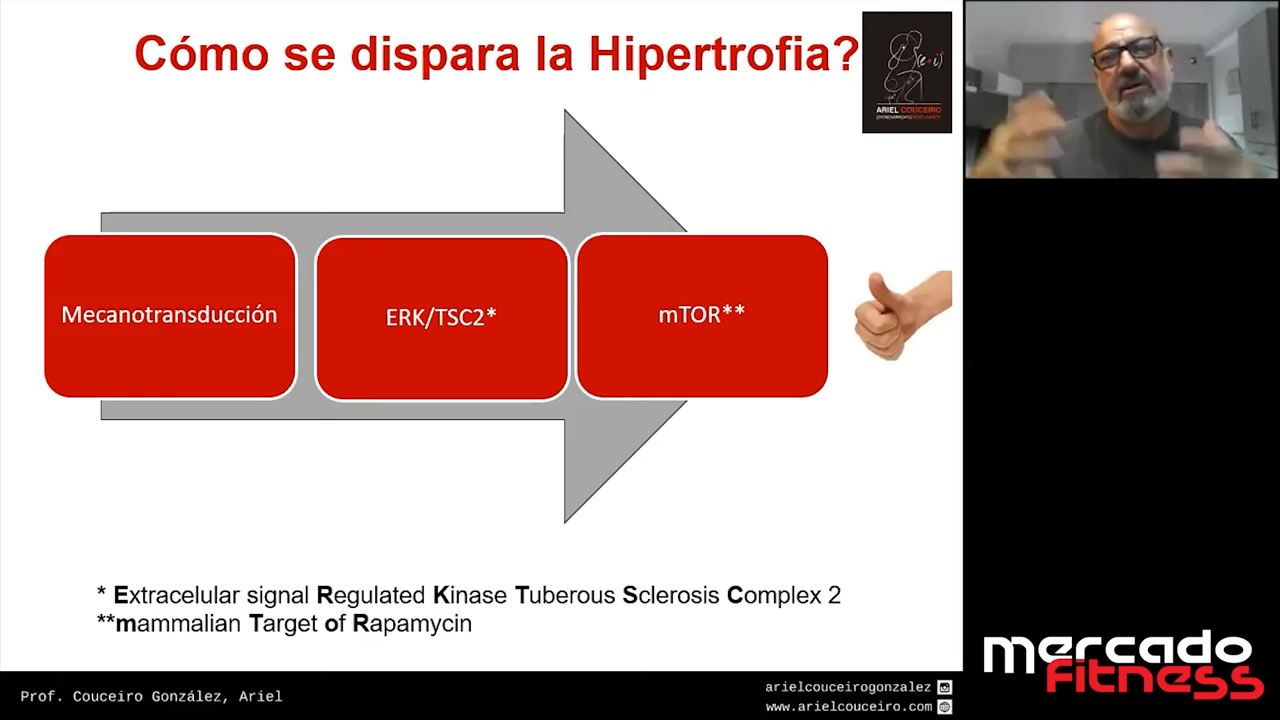 Cómo se dispara la Hipertrofia?
ARIEL COUCEIRO
Mecanotransducción
ERK/TSC2*
mTOR**
* Extracelular signal Regulated Kinase Tuberous Sclerosis Complex 2
**mammalian Target of Rapamycin
mercado
fitness
Prof. Couceiro González, Ariel
arielcouceirogonzalez
www.arielcouceiro.com